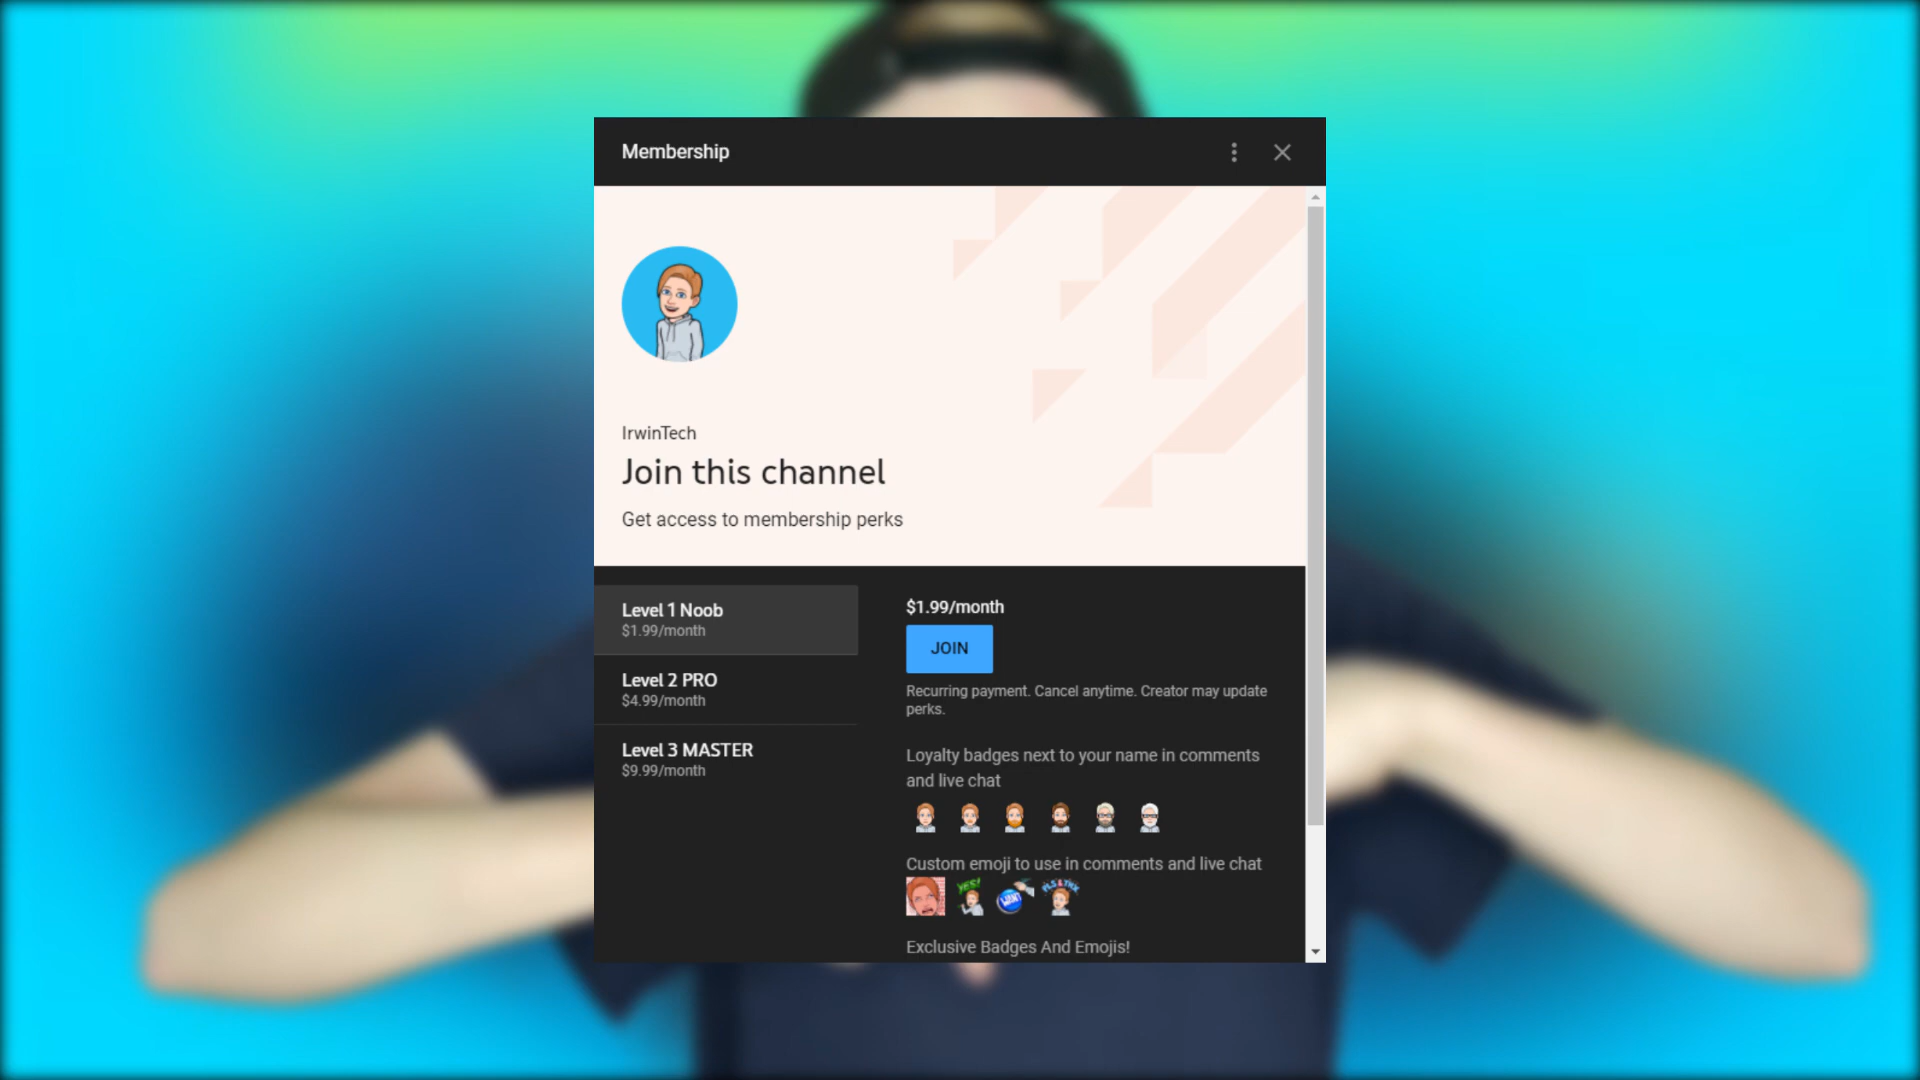 Membership
IrwinTech
Join this channel
Get access to membership perks
Level 1 Noob
$1.99/month
Level 2 PRO
$4.99/month
Level 3 MASTER
$9.99/month
$1.99/month
JOIN
Recurring payment. Cancel anytime. Creator may update
perks.
Loyalty badges next to your name in comments
and live chat
Custom emoji to use in comments and live chat
YES!
PLS & THX
Exclusive Badges And Emojis!